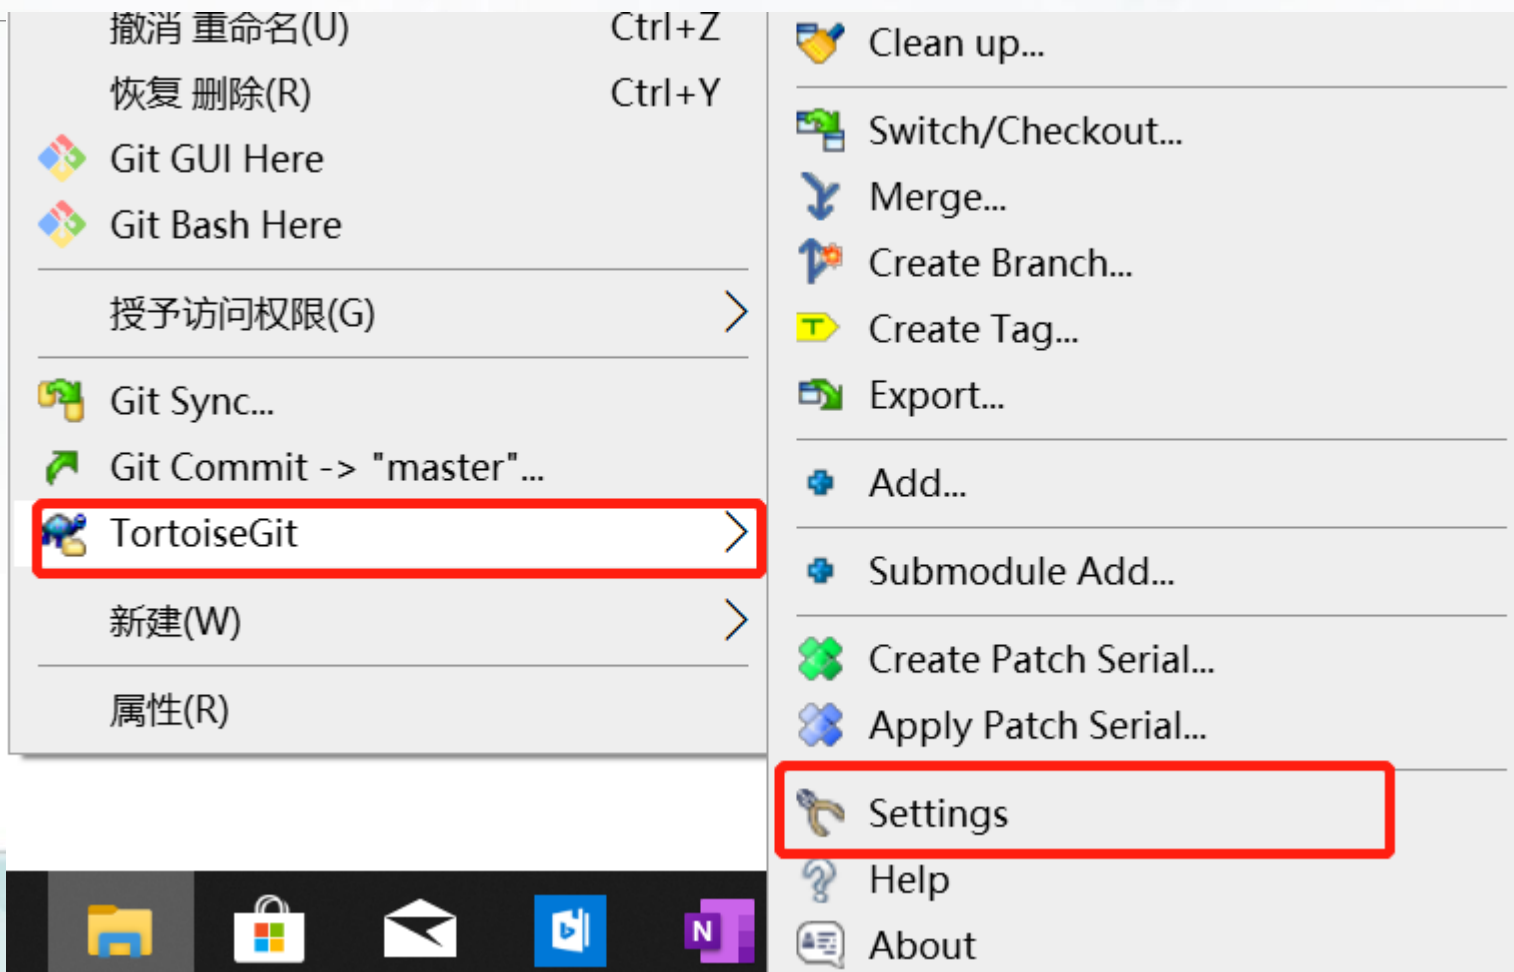 撤消 重命名(U) Ctrl+Z
恢复 删除(R) Ctrl+Y
Git GUI Here
Git Bash Here
授予访问权限(G)
Git Sync...
Git Commit -> "master"...
TortoiseGit
新建(W)
属性(R)
Clean up...
Switch/Checkout...
Merge...
Create Branch...
Create Tag...
Export...
Add...
Submodule Add...
Create Patch Serial...
Apply Patch Serial...
Settings
Help
About